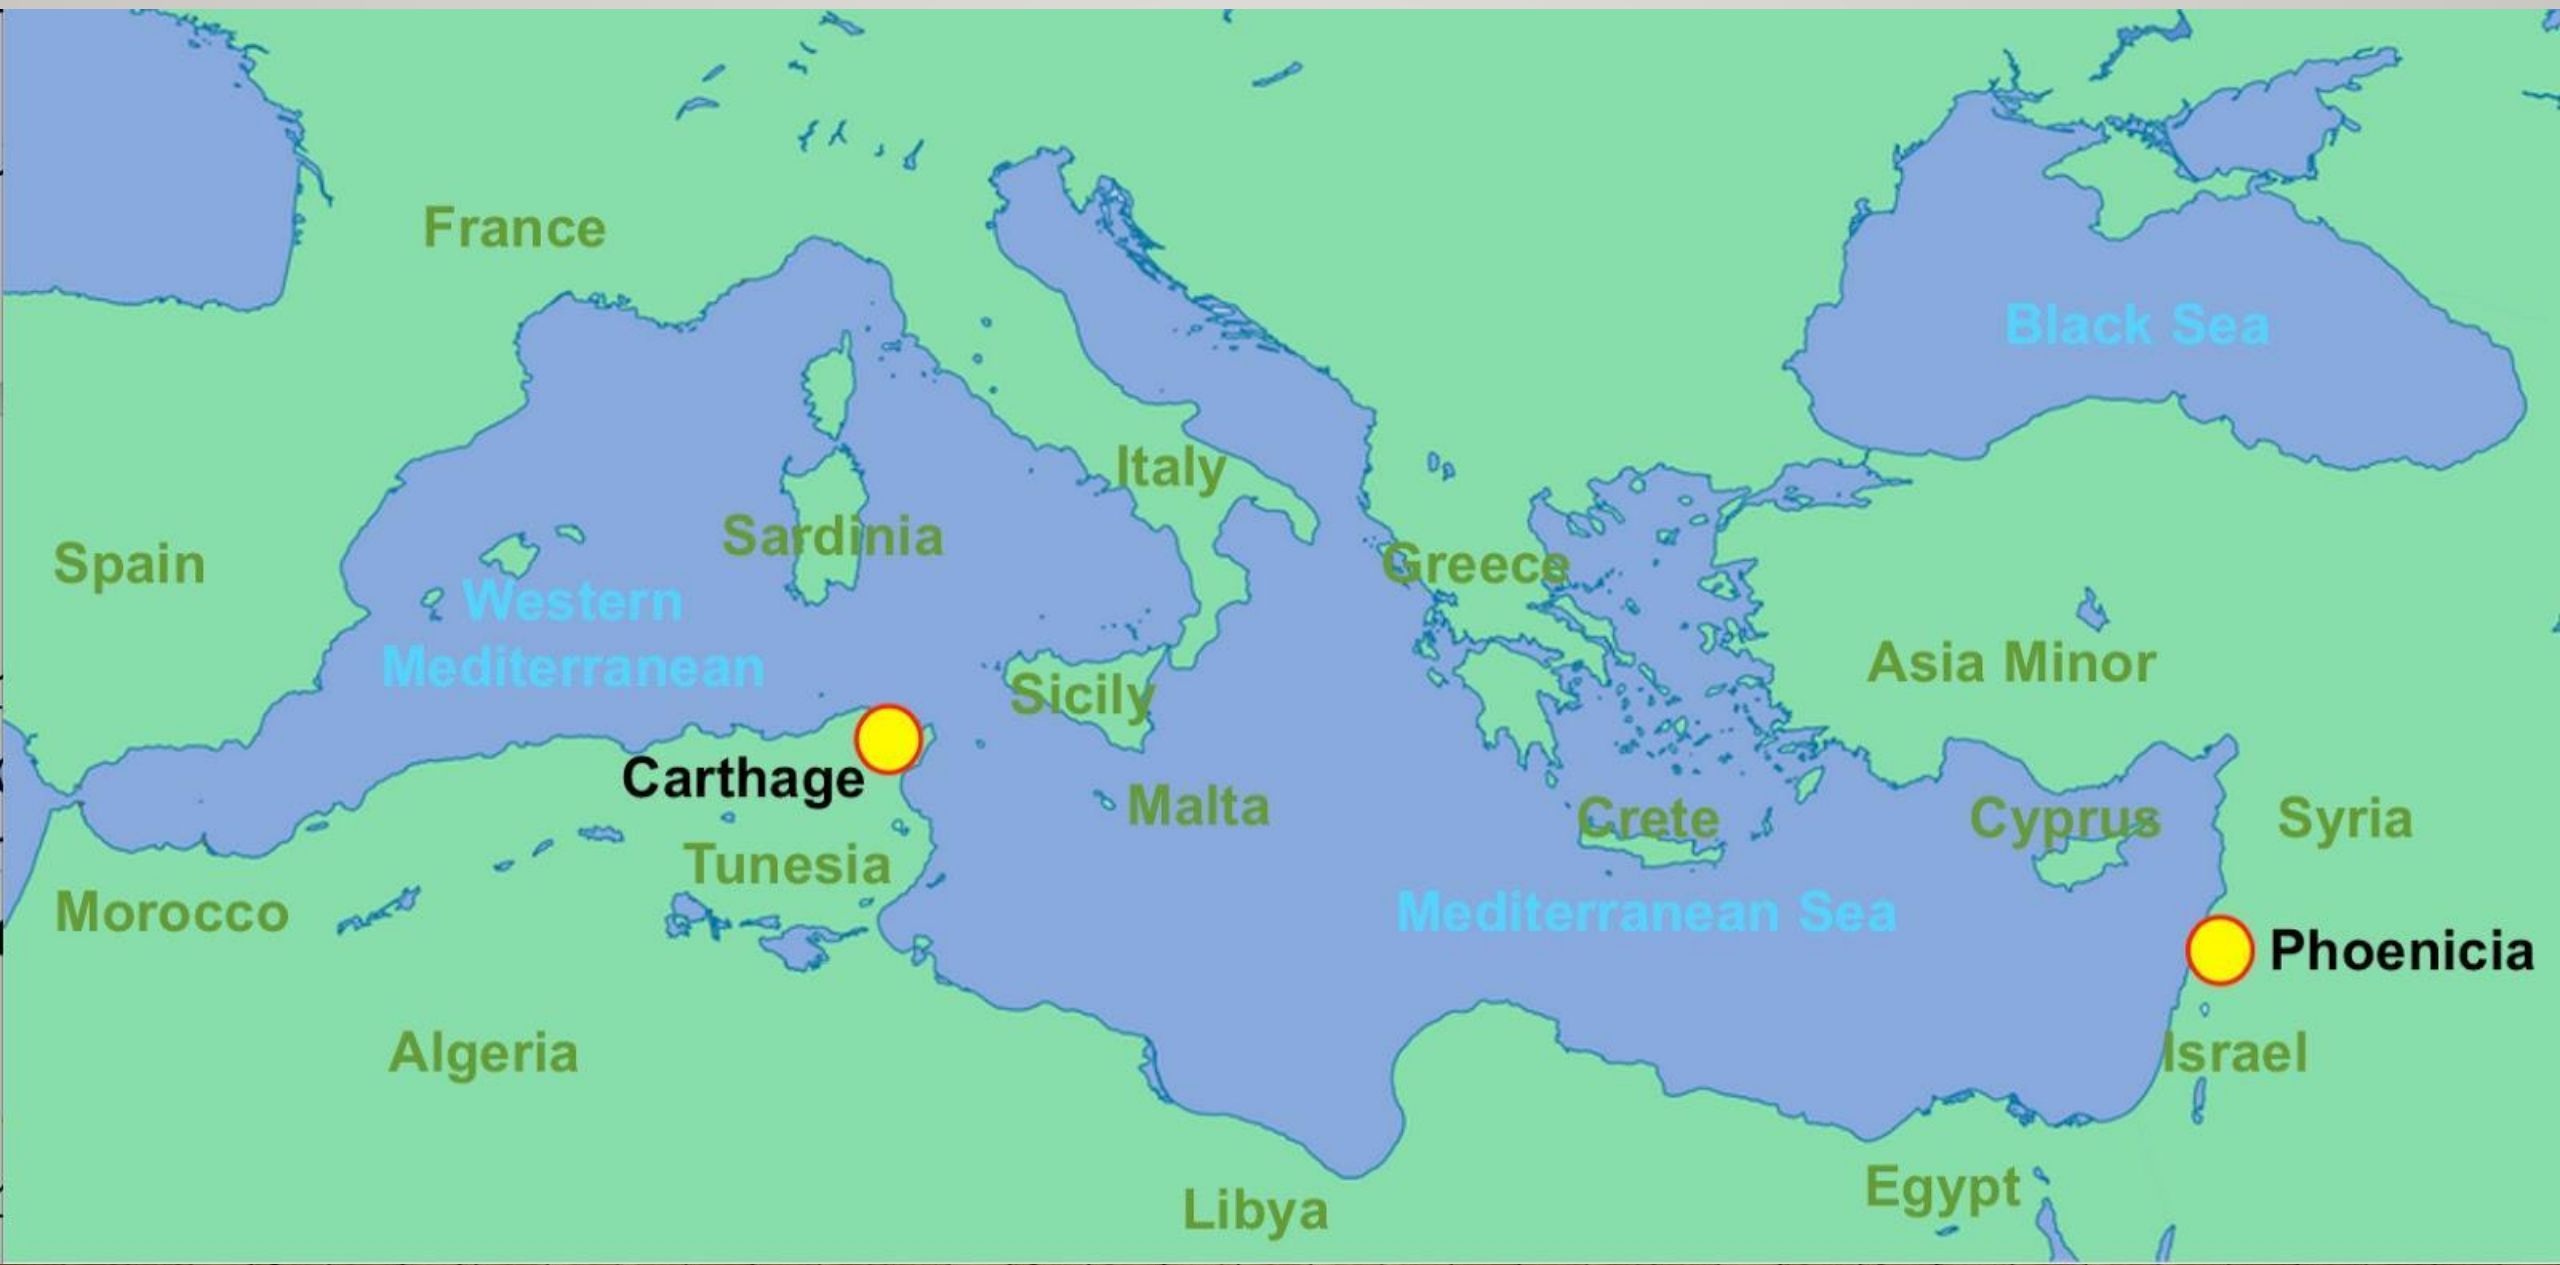 France
Black Sea
Italy
Sardinia
Spain
Greece
Western
Mediterranean
Asia Minor
Sicily
Carthage
Malta
Crete
Cyprus
Syria
Tunesia
Morocco
Mediterranean Sea
Phoenicia
Algeria
Israel
Egypt
Libya